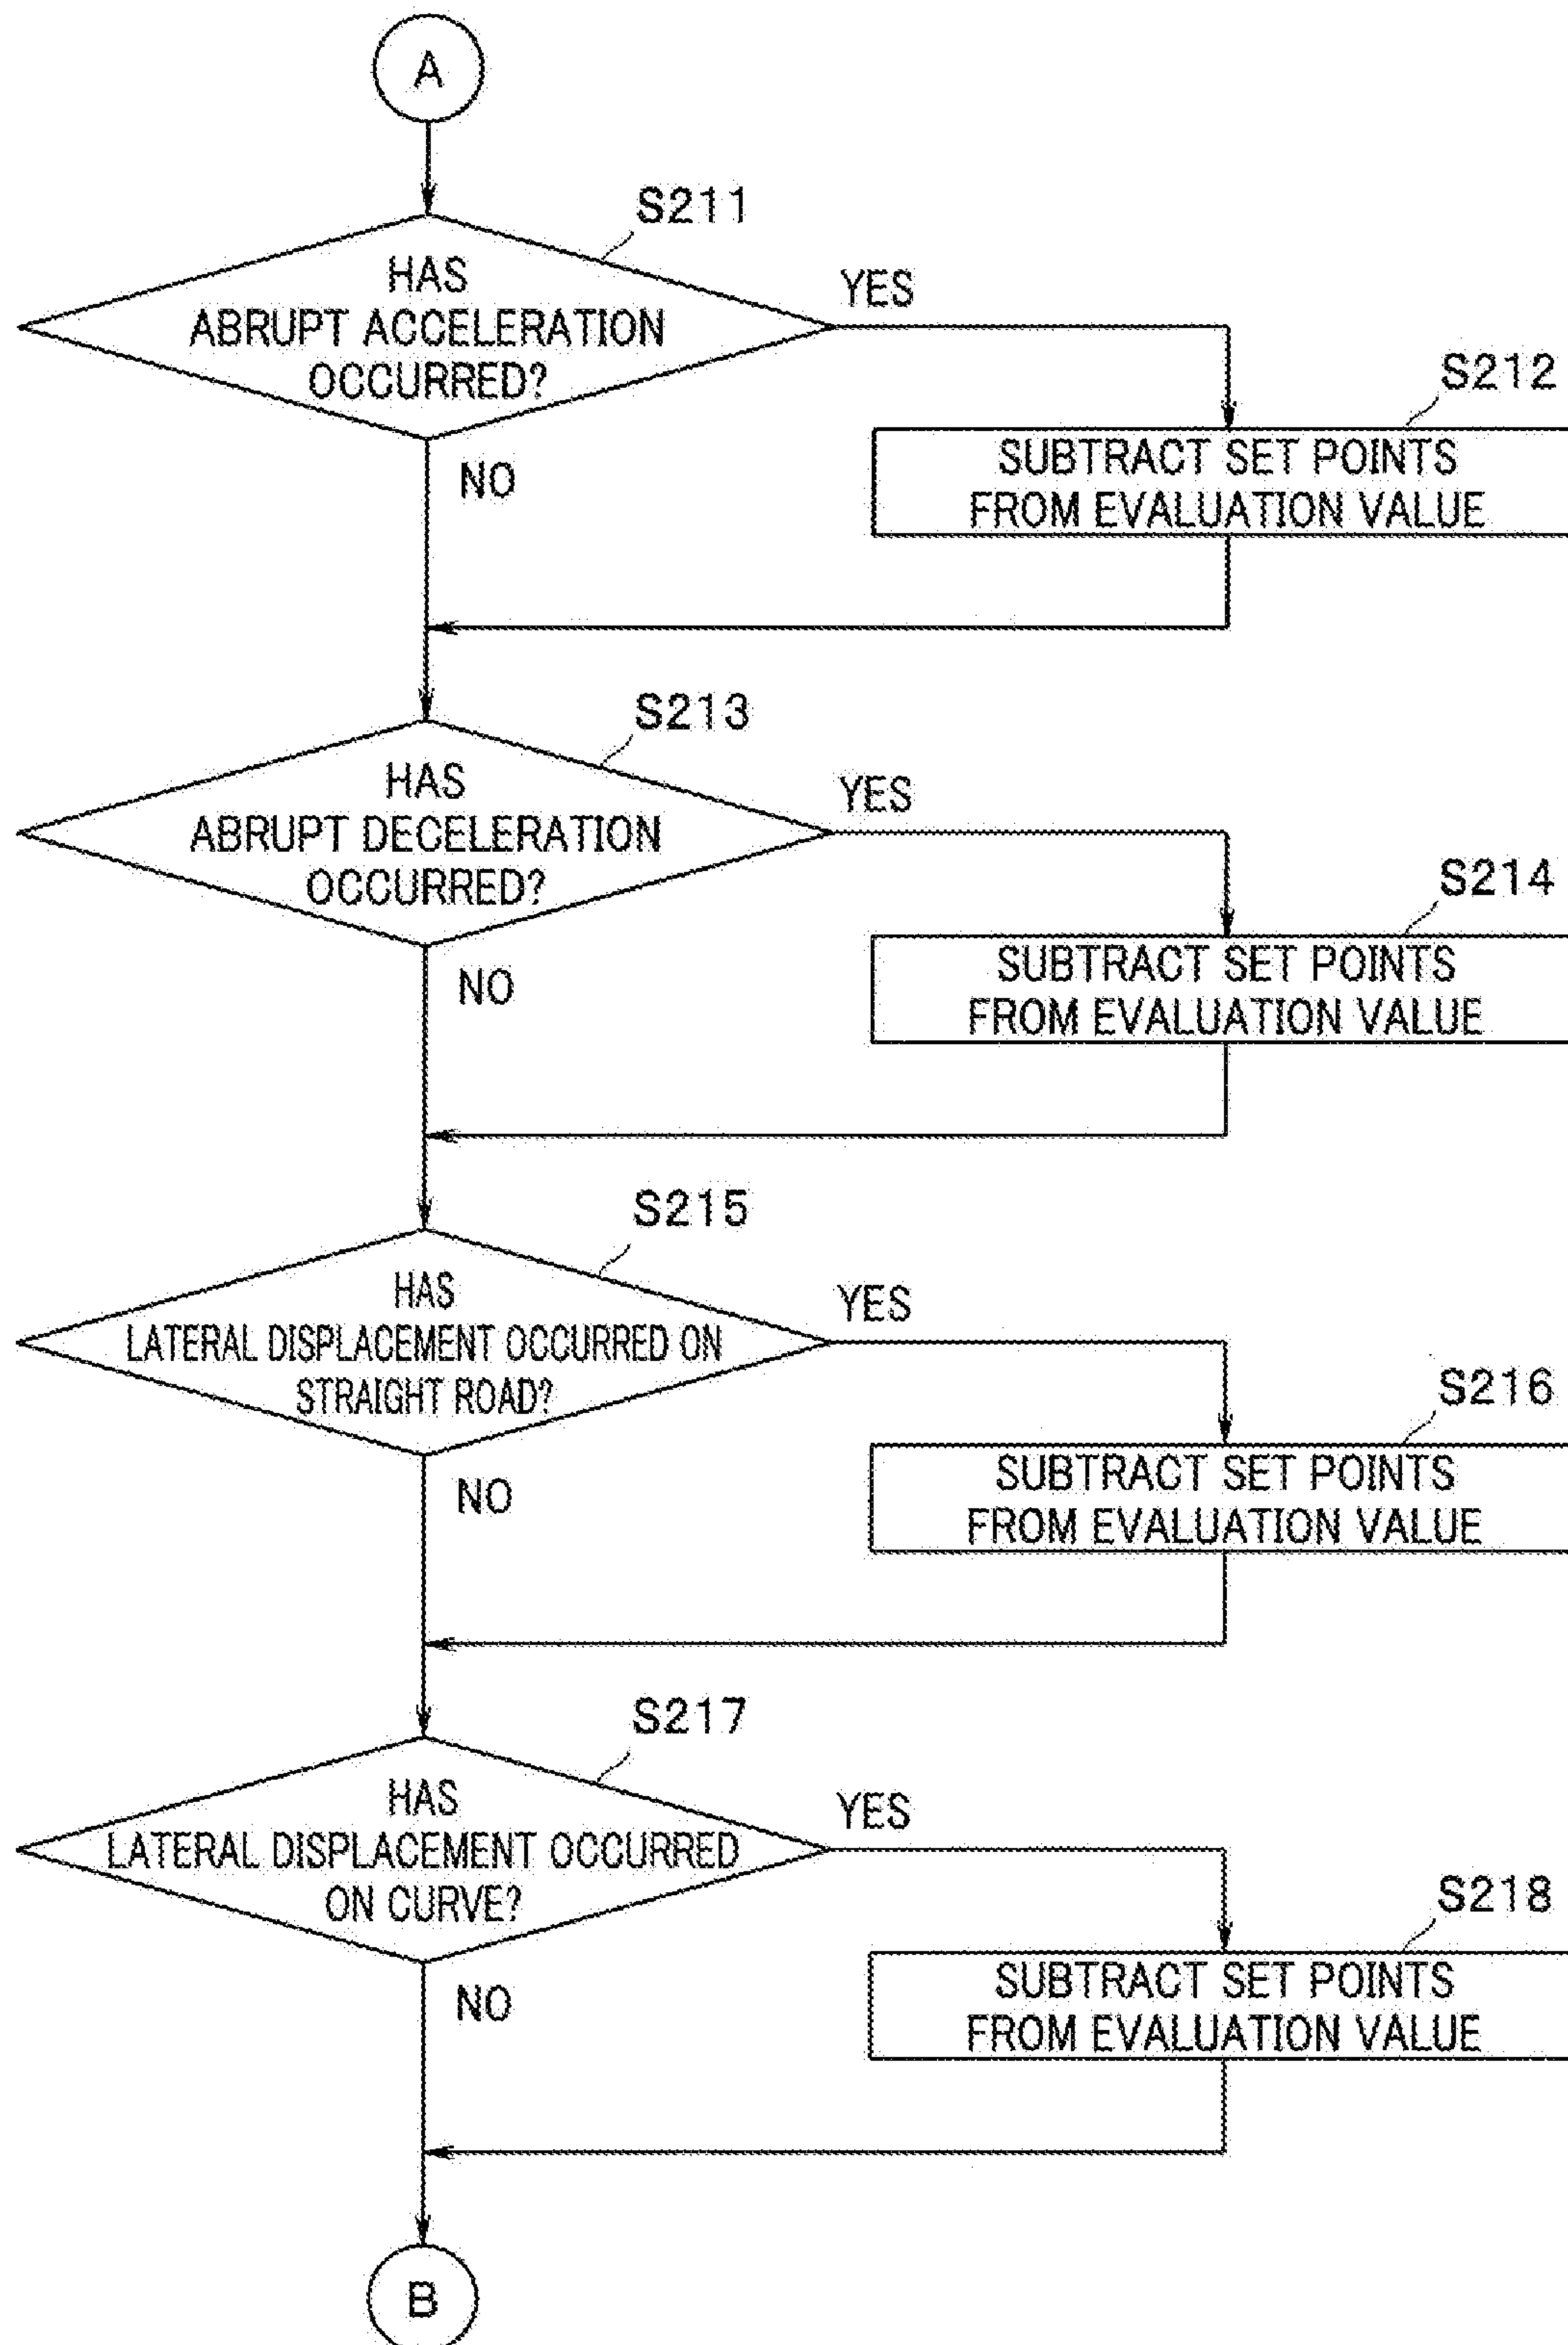 A
S211
HAS
ABRUPT ACCELERATION
OCCURRED?
YES
S212
SUBTRACT SET POINTS
FROM EVALUATION VALUE
NO
S213
HAS
ABRUPT DECELERATION
OCCURRED?
YES
S214
SUBTRACT SET POINTS
FROM EVALUATION VALUE
NO
S215
HAS
LATERAL DISPLACEMENT OCCURRED ON
STRAIGHT ROAD?
YES
S216
SUBTRACT SET POINTS
FROM EVALUATION VALUE
NO
S217
HAS
LATERAL DISPLACEMENT OCCURRED
ON CURVE?
YES
S218
SUBTRACT SET POINTS
FROM EVALUATION VALUE
NO
B